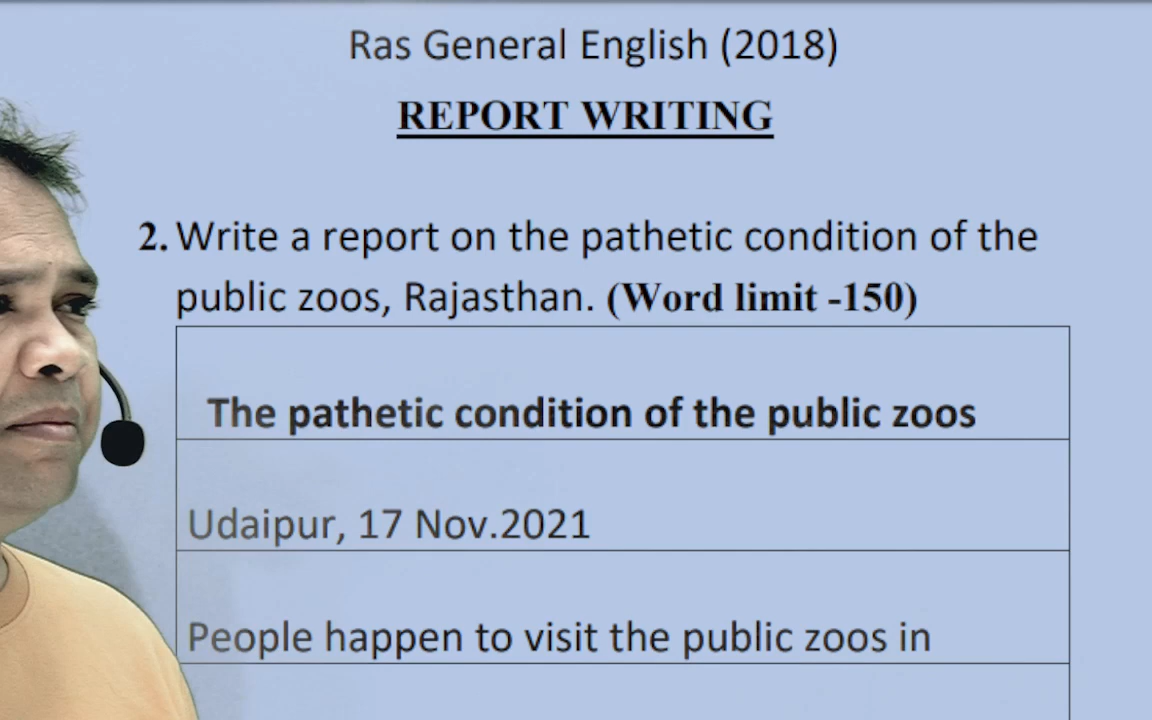 Ras General English (2018)
REPORT WRITING
2. Write a report on the pathetic condition of the
public zoos, Rajasthan. (Word limit -150)
The pathetic condition of the public zoos
Udaipur, 17 Nov.2021
People happen to visit the public zoos in